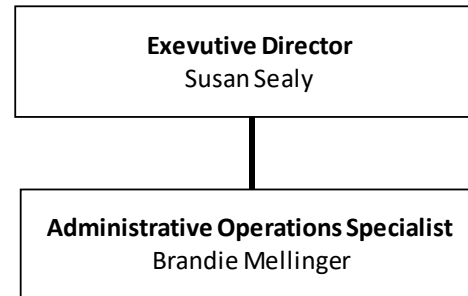 Exevutive Director
Susan Sealy
Administrative Operations Specialist
Brandie Mellinger